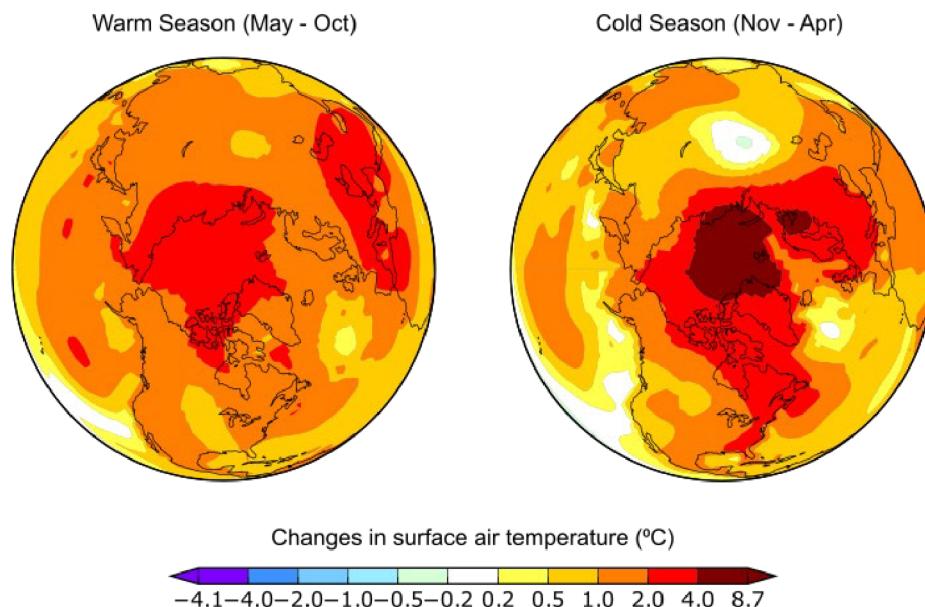 Warm Season (May - Oct)
Cold Season (Nov - Apr)
Changes in surface air temperature (ºC)
−4.1−4.0−2.0−1.0−0.5−0.2 0.2 0.5 1.0 2.0 4.0 8.7